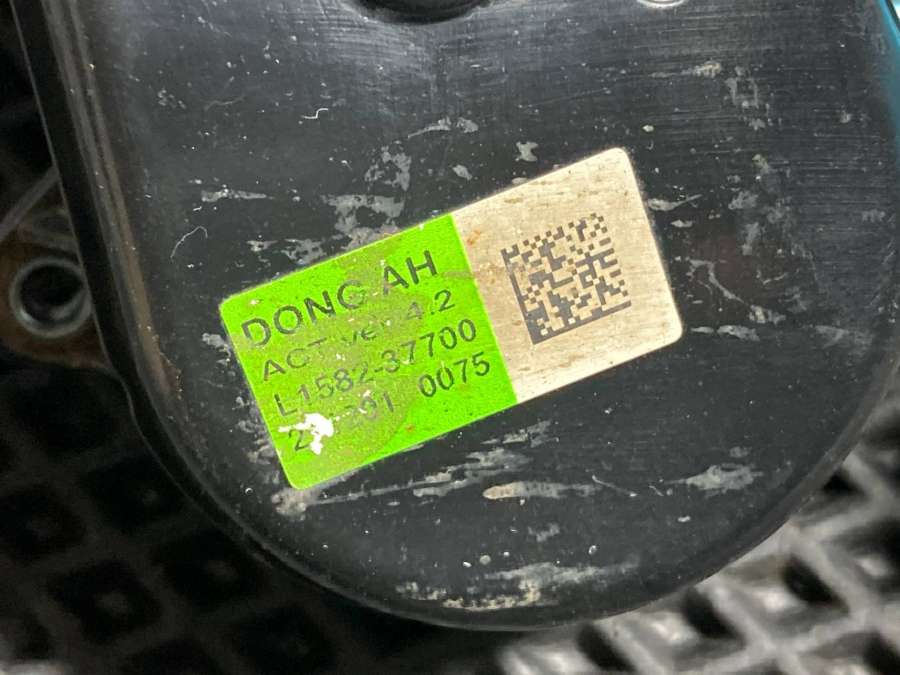 DONG AH
ACT Ver 4.2
L1582-37700
0075